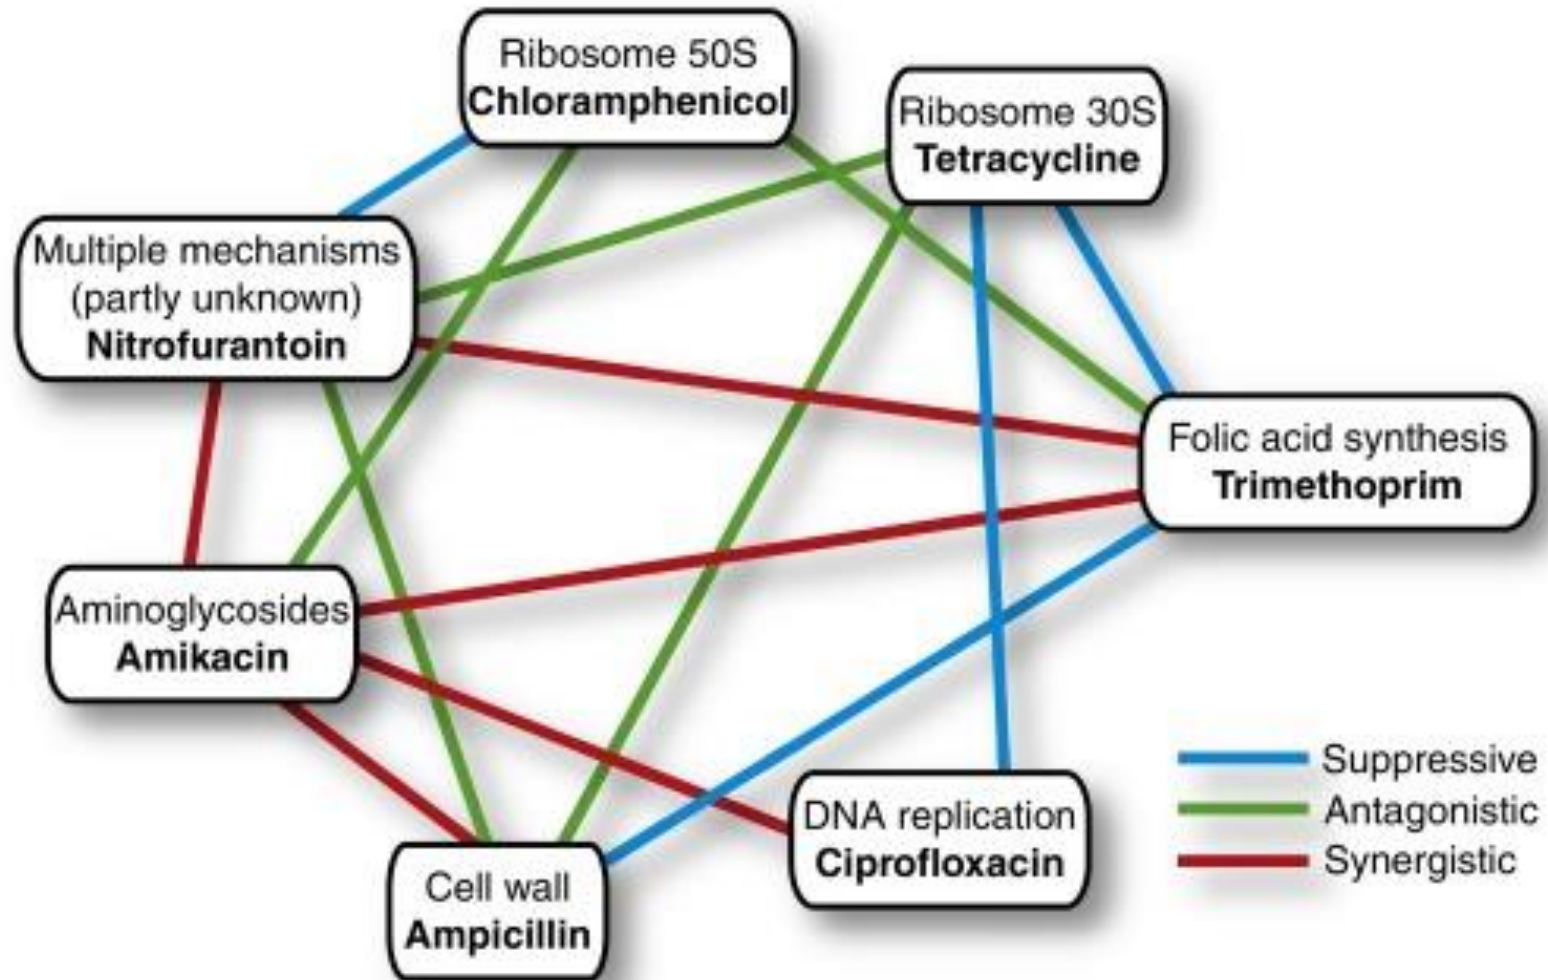 Ribosome 50S
Chloramphenicol
Ribosome 30S
Tetracycline
Multiple mechanisms
(partly unknown)
Nitrofurantoin
Folic acid synthesis
Trimethoprim
Aminoglycosides
Amikacin
DNA replication
Ciprofloxacin
Cell wall
Ampicillin
Suppressive
Antagonistic
Synergistic